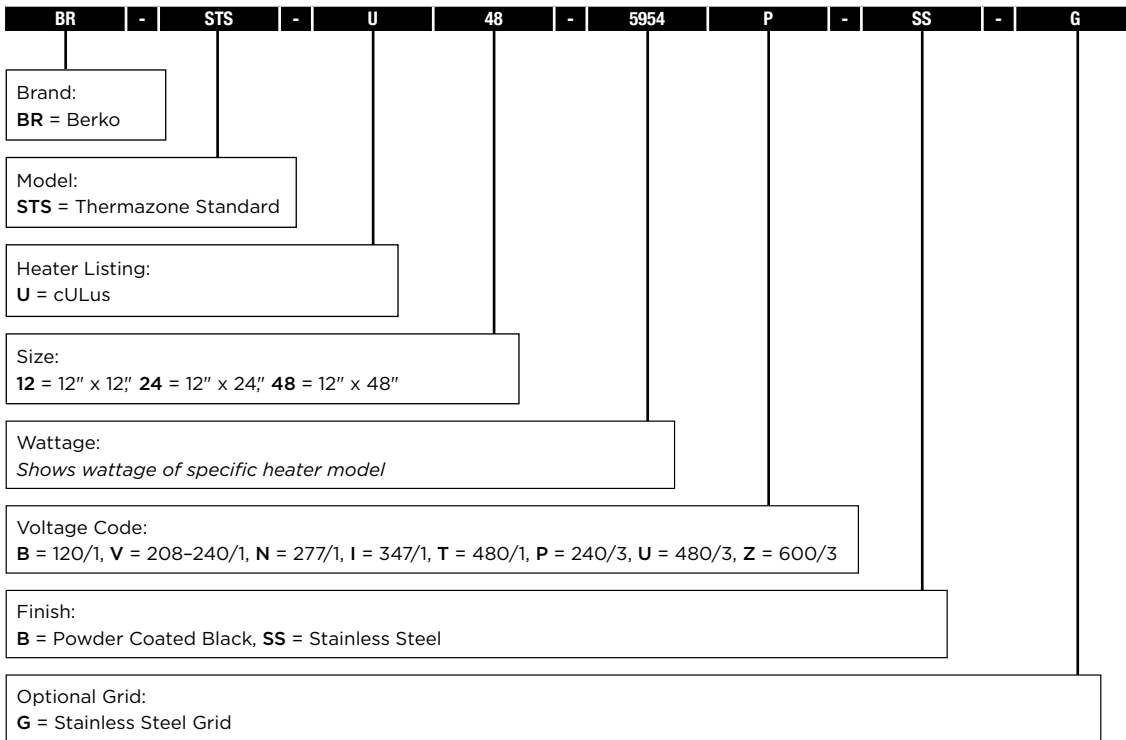 BR - STS - U 48 - 5954 P - SS - G
Brand:
BR = Berko
Model:
STS = Thermazone Standard
Heater Listing:
U = cULus
Size:
12 = 12" x 12," 24 = 12" x 24," 48 = 12" x 48"
Wattage:
Shows wattage of specific heater model
Voltage Code:
B = 120/1, V = 208–240/1, N = 277/1, I = 347/1, T = 480/1, P = 240/3, U = 480/3, Z = 600/3
Finish:
B = Powder Coated Black, SS = Stainless Steel
Optional Grid:
G = Stainless Steel Grid